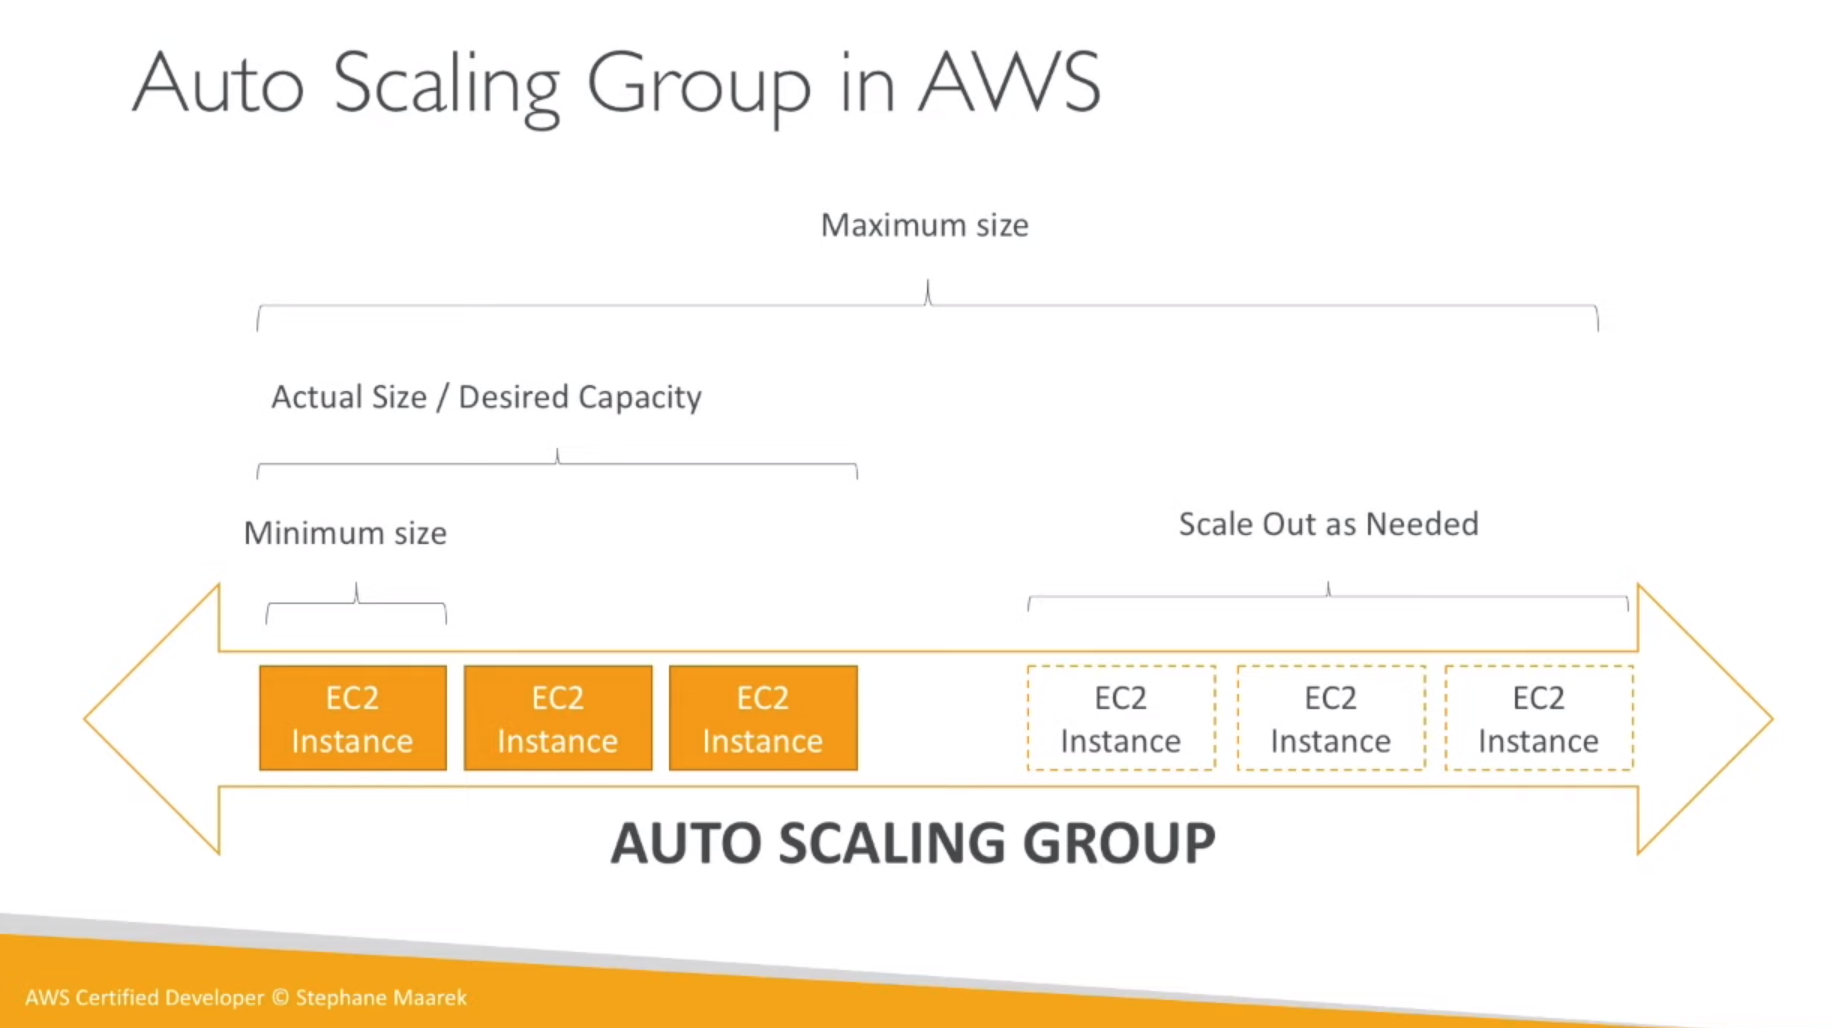 Auto Scaling Group in AWS
Maximum size
Actual Size / Desired Capacity
Minimum size
Scale Out as Needed
EC2
Instance
EC2
Instance
EC2
Instance
EC2
Instance
EC2
Instance
EC2
Instance
AUTO SCALING GROUP
AWS Certified Developer © Stephane Maarek